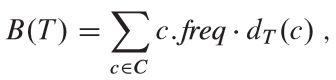 B(T) = ∑ c.freq · d_T(c) ,
c∈C